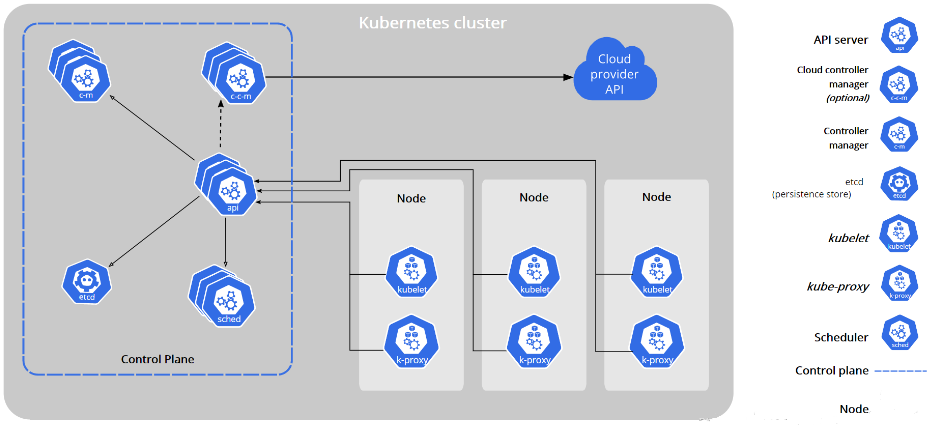 Kubernetes cluster
c-m
c-c-m
Cloud
provider
API
api
etcd
sched
Control Plane
Node
Node
Node
kubelet
kubelet
kubelet
k-proxy
k-proxy
k-proxy
API server
api
Cloud controller
manager
(optional)
c-c-m
Controller
manager
c-m
etcd
(persistence store)
etcd
kubelet
kubelet
kube-proxy
k-proxy
Scheduler
sched
Control plane
Node